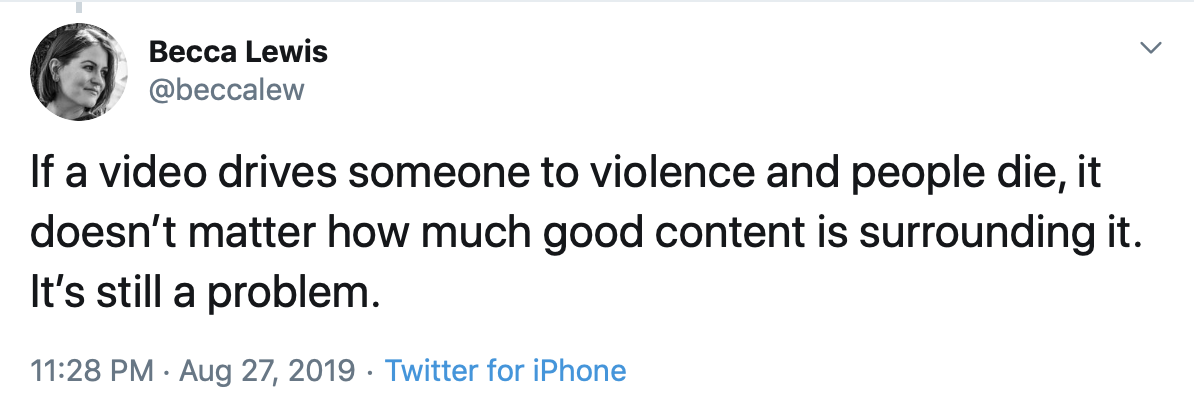 Becca Lewis
@beccalew
If a video drives someone to violence and people die, it
doesn’t matter how much good content is surrounding it.
It’s still a problem.
11:28 PM · Aug 27, 2019 · Twitter for iPhone